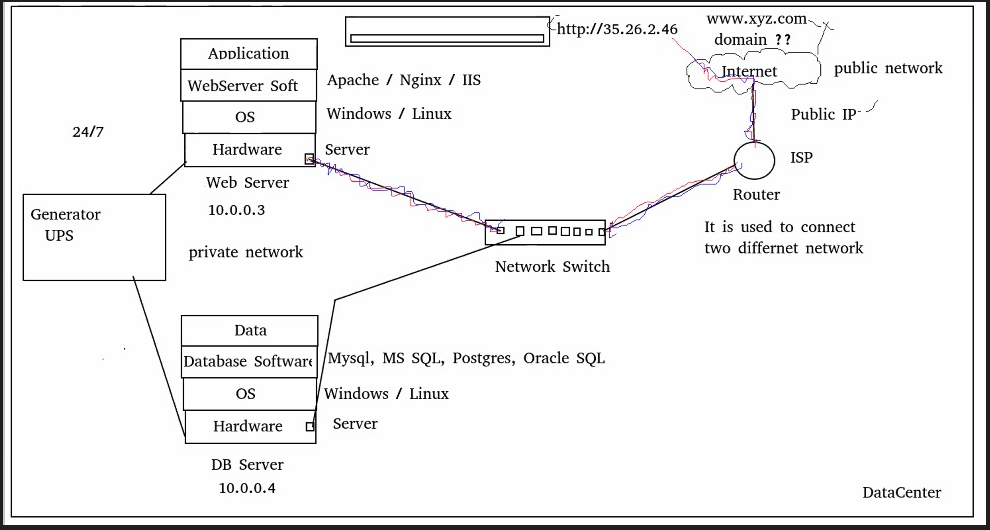 http://35.26.2.46
www.xyz.com
domain ??
Internet
public network
Public IP
ISP
Router
It is used to connect
two differnet network
Application
WebServer Soft
Apache / Nginx / IIS
OS
Windows / Linux
Hardware
Server
Web Server
10.0.0.3
24/7
Generator
UPS
private network
Network Switch
Data
Database Software
Mysql, MS SQL, Postgres, Oracle SQL
OS
Windows / Linux
Hardware
Server
DB Server
10.0.0.4
DataCenter